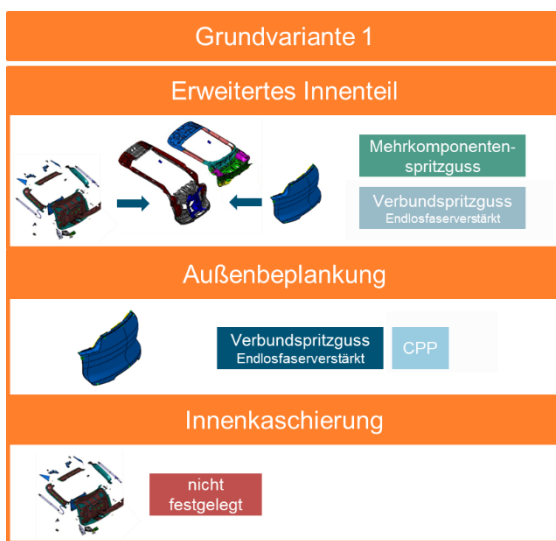 Grundvariante 1
Erweitertes Innenteil
Mehrkomponenten-
spritzguss
Verbundspritzguss
Endlosfaserverstärkt
Außenbeplankung
Verbundspritzguss
Endlosfaserverstärkt
CPP
Innenkaschierung
nicht
festgelegt